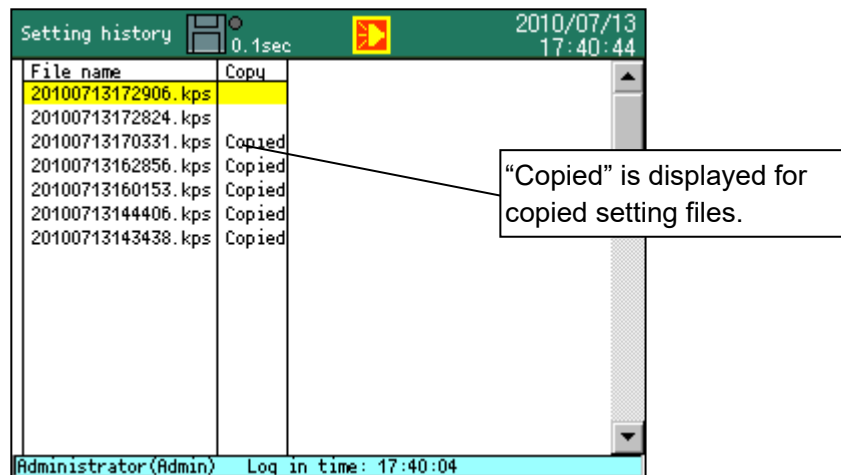 Setting history 0.1sec 2010/07/13
17:40:44
File name Copy
20100713172906.kps
20100713172824.kps
20100713170331.kps Copied
20100713162856.kps Copied
20100713160153.kps Copied
20100713144406.kps Copied
20100713143438.kps Copied
“Copied” is displayed for
copied setting files.
Administrator(Admin) Log in time: 17:40:04